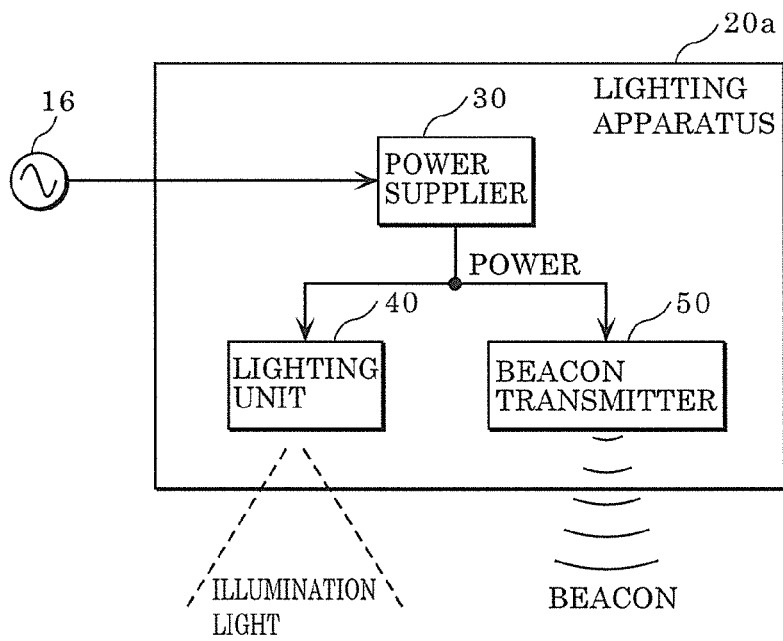 20a
LIGHTING
APPARATUS
16
30
POWER
SUPPLIER
POWER
40
50
LIGHTING
UNIT
BEACON
TRANSMITTER
ILLUMINATION
LIGHT
BEACON